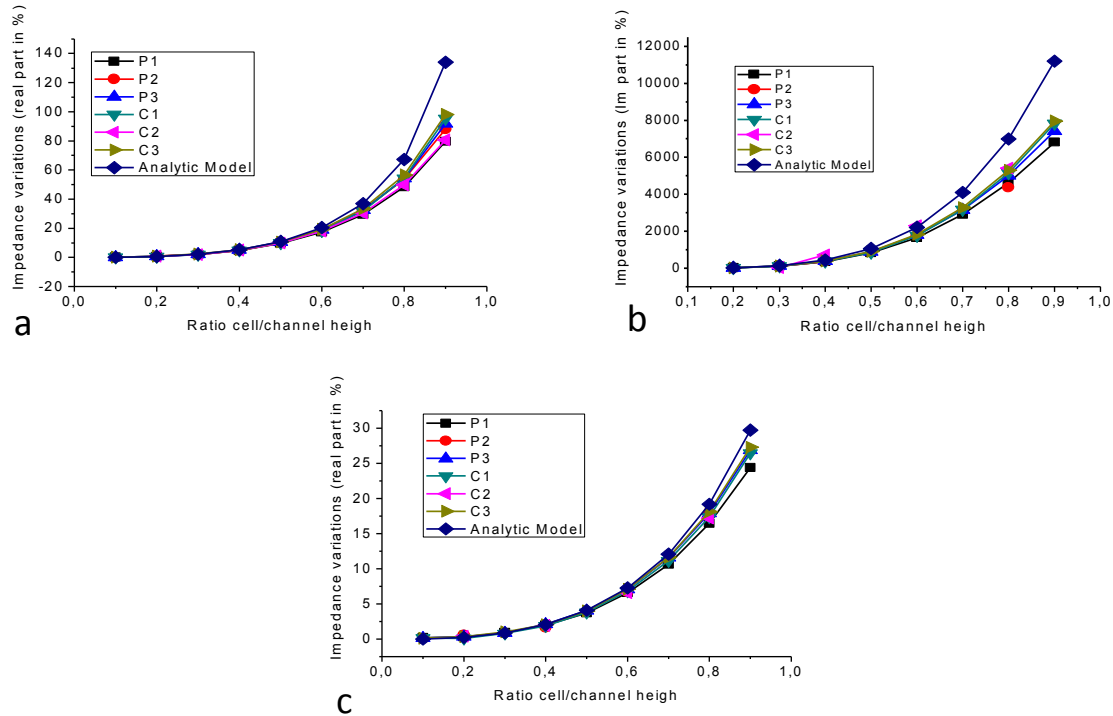 a
Impedance variations (real part in %)
140
120
100
80
60
40
20
0
-20
P1
P2
P3
C1
C2
C3
Analytic Model
0,0 0,2 0,4 0,6 0,8 1,0
Ratio cell/channel heigh
b
Impedance variations (Im part in %)
12000
10000
8000
6000
4000
2000
0
P1
P2
P3
C1
C2
C3
Analytic Model
0,1 0,2 0,3 0,4 0,5 0,6 0,7 0,8 0,9 1,0
Ratio cell/channel heigh
c
Impedance variations (real part in %)
30
25
20
15
10
5
0
P1
P2
P3
C1
C2
C3
Analytic Model
0,0 0,2 0,4 0,6 0,8 1,0
Ratio cell/channel heigh